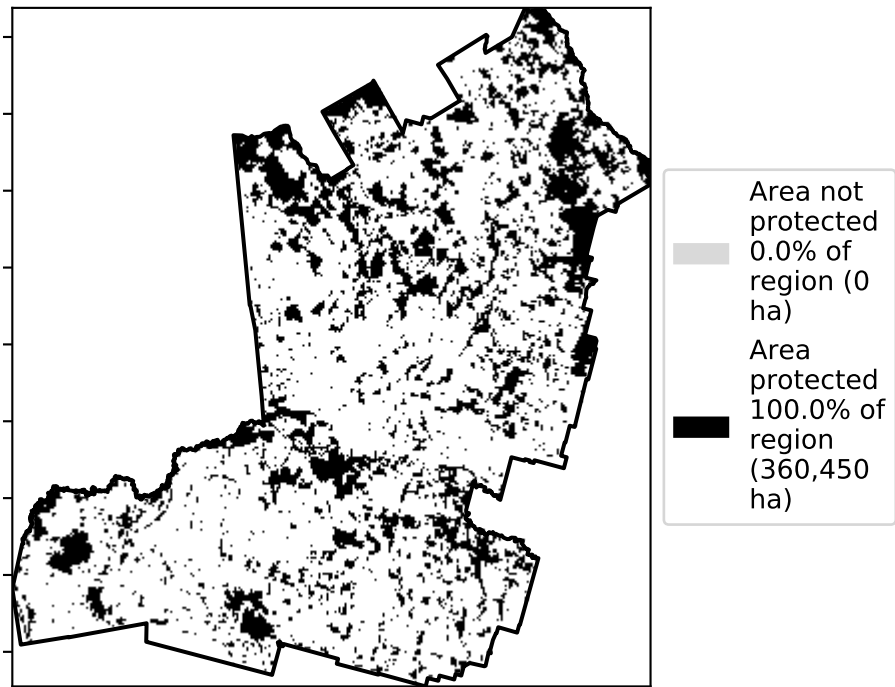 Area not
protected
0.0% of
region (0
ha)
Area
protected
100.0% of
region
(360,450
ha)